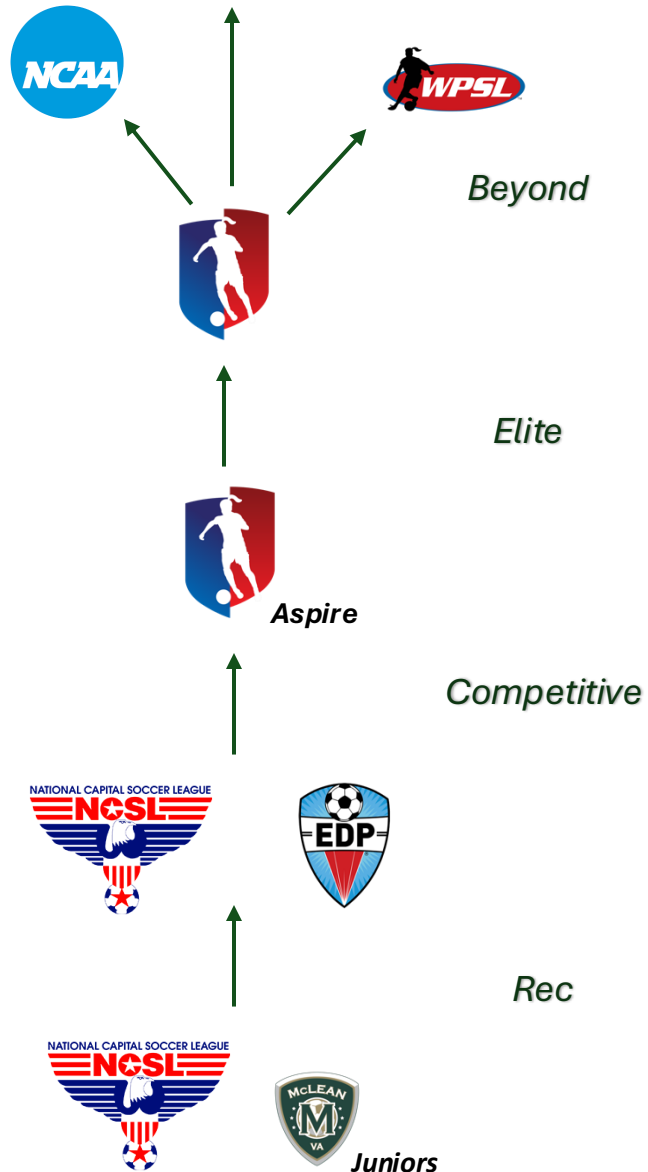 NCAA
WPSL
Beyond
Elite
Aspire
Competitive
NATIONAL CAPITAL SOCCER LEAGUE
NCSL
EDP
Rec
NATIONAL CAPITAL SOCCER LEAGUE
NCSL
McLEAN
M
VA
Juniors